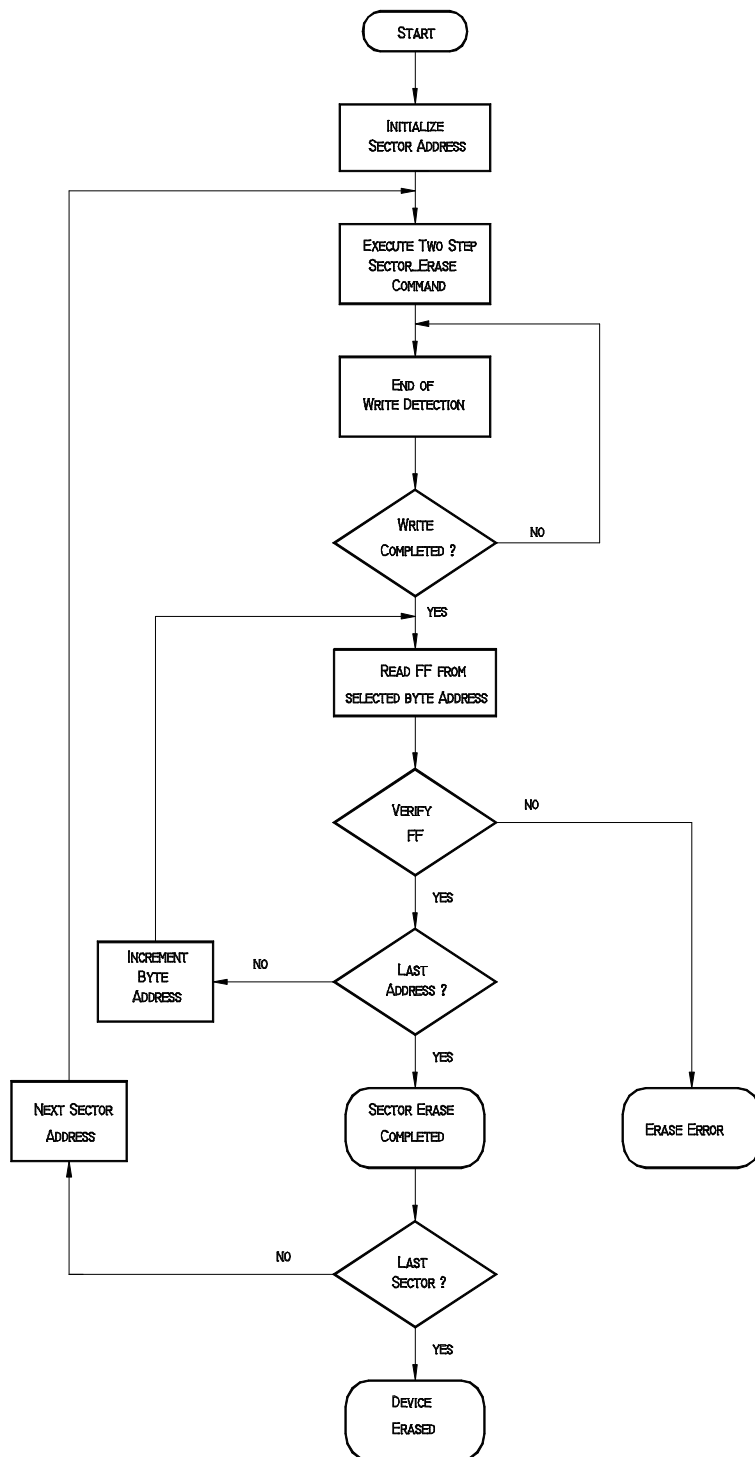 START
INITIALIZE
SECTOR ADDRESS
EXECUTE TWO STEP
SECTOR_ERASE
COMMAND
END OF
WRITE DETECTION
WRITE
COMPLETED ?
NO
YES
READ FF FROM
SELECTED BYTE ADDRESS
VERIFY
FF
NO
YES
INCREMENT
BYTE
ADDRESS
NO
LAST
ADDRESS ?
YES
NEXT SECTOR
ADDRESS
SECTOR ERASE
COMPLETED
ERASE ERROR
NO
LAST
SECTOR ?
YES
DEVICE
ERASED